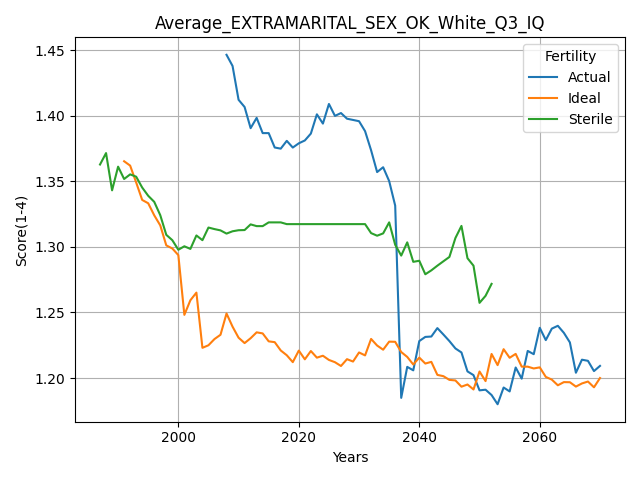 Average_EXTRAMARITAL_SEX_OK_White_Q3_IQ
Fertility
Actual
Ideal
Sterile
Score(1-4)
1.45
1.40
1.35
1.30
1.25
1.20
2000
2020
2040
2060
Years